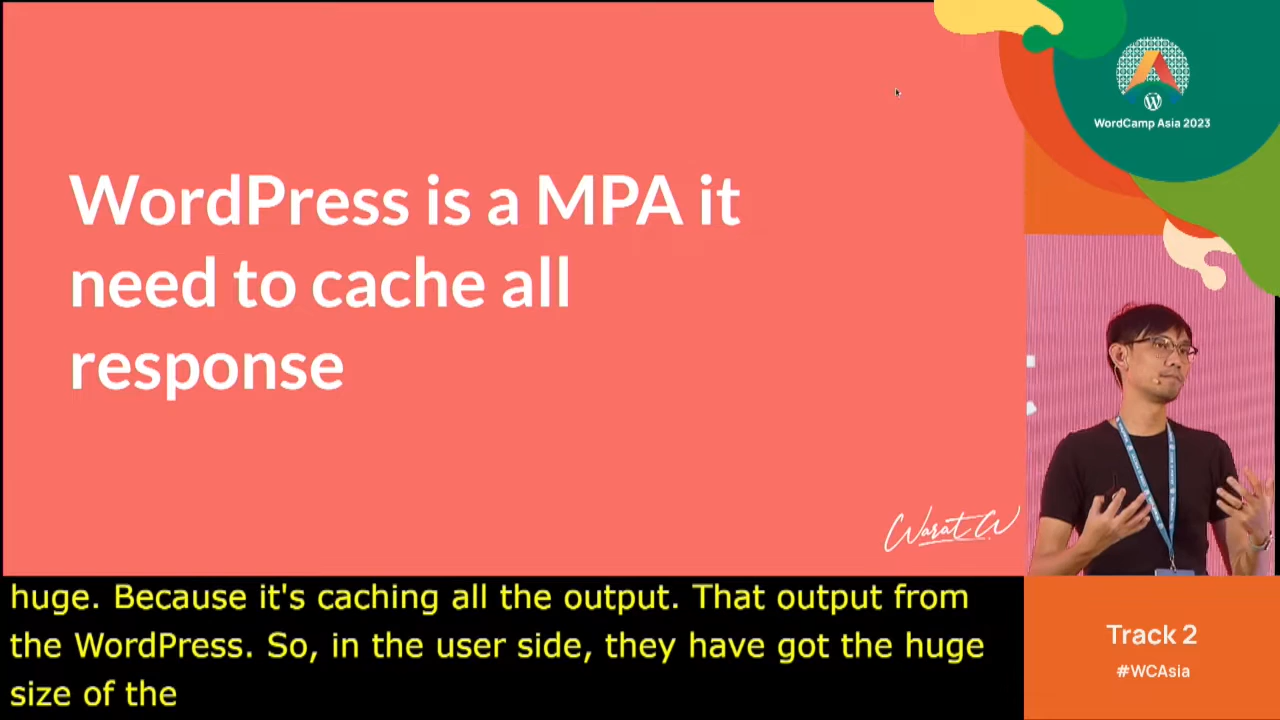 WordPress is a MPA it
need to cache all
response
Warat W
WordCamp Asia 2023
huge. Because it's caching all the output. That output from
the WordPress. So, in the user side, they have got the huge
size of the
Track 2
#WCAsia